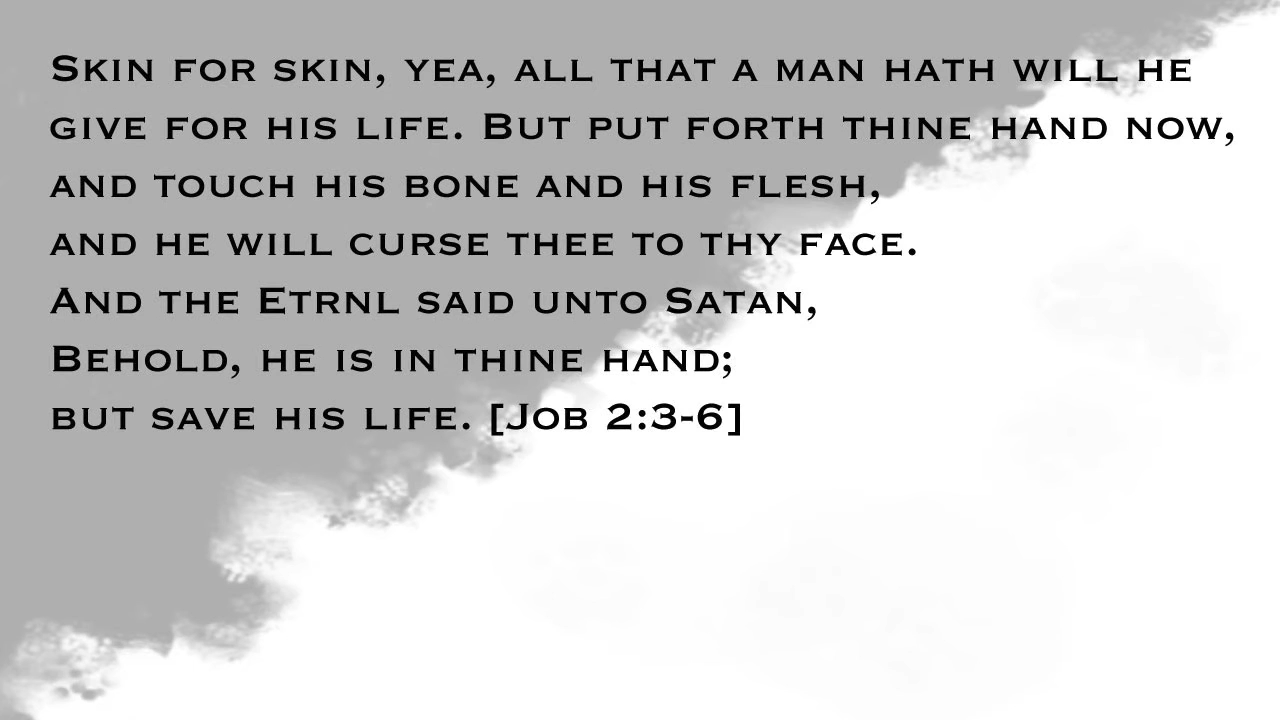 Skin for skin, yea, all that a man hath will he
give for his life. But put forth thine hand now,
and touch his bone and his flesh,
and he will curse thee to thy face.
And the Etrnl said unto Satan,
Behold, he is in thine hand;
but save his life. [Job 2:3-6]